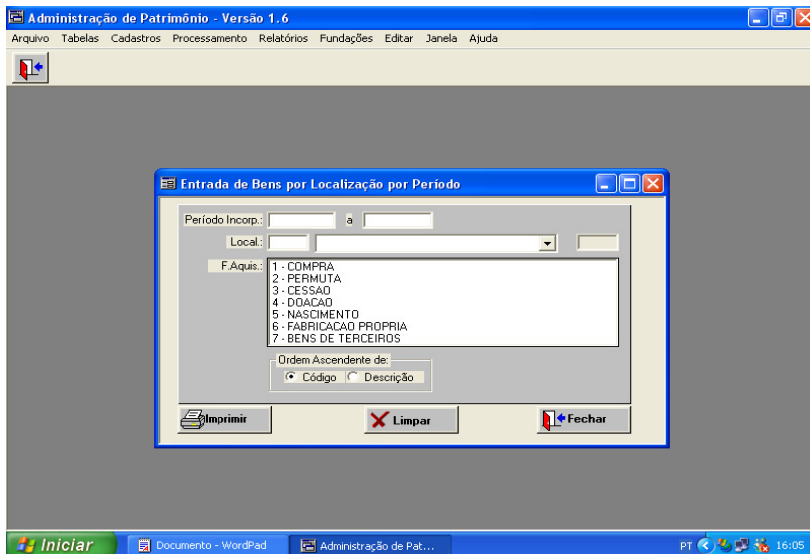 Administração de Patrimônio - Versão 1.6
Arquivo Tabelas Cadastros Processamento Relatórios Fundações Editar Janela Ajuda
Entrada de Bens por Localização por Período
Período Incorp.: a
Local.:
F.Aquis.:
1 - COMPRA
2 - PERMUTA
3 - CESSAO
4 - DOACAO
5 - NASCIMENTO
6 - FABRICACAO PROPRIA
7 - BENS DE TERCEIROS
Ordem Ascendente de:
Código Descrição
Imprimir Limpar Fechar
Iniciar Documento - WordPad Administração de Pat... PT 16:05